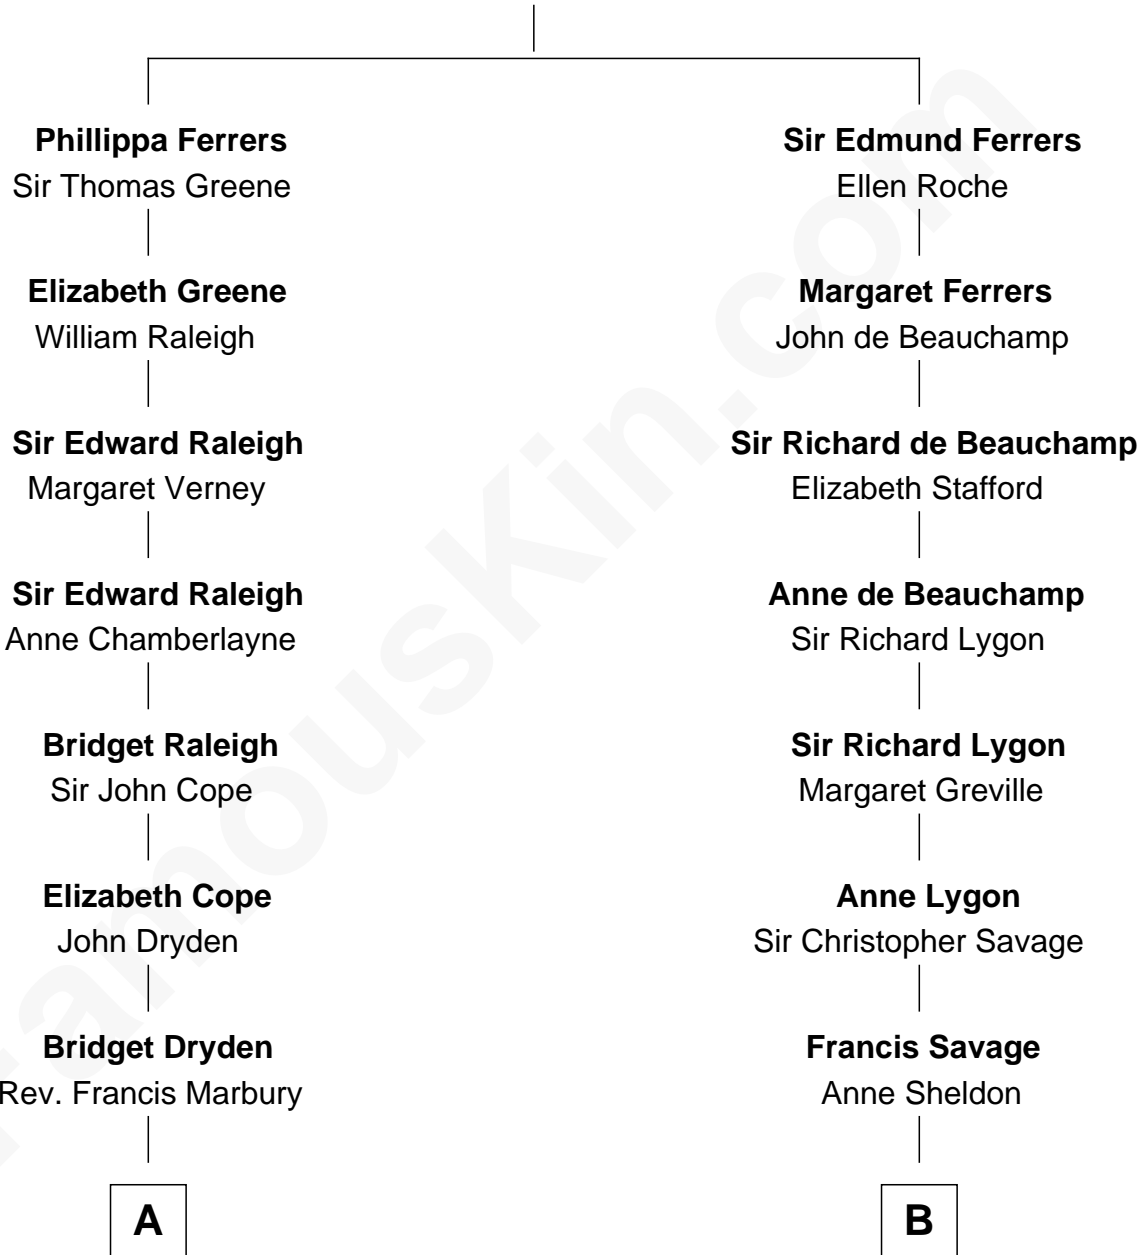 Phillippa Ferrers
Sir Thomas Greene
Elizabeth Greene
William Raleigh
Sir Edward Raleigh
Margaret Verney
Sir Edward Raleigh
Anne Chamberlayne
Bridget Raleigh
Sir John Cope
Elizabeth Cope
John Dryden
Bridget Dryden
Rev. Francis Marbury
A
Sir Edmund Ferrers
Ellen Roche
Margaret Ferrers
John de Beauchamp
Sir Richard de Beauchamp
Elizabeth Stafford
Anne de Beauchamp
Sir Richard Lygon
Sir Richard Lygon
Margaret Greville
Anne Lygon
Sir Christopher Savage
Francis Savage
Anne Sheldon
B
FamousKin.com